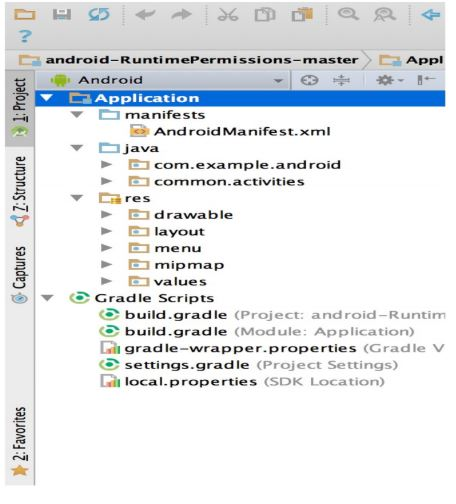 ?
android-RuntimePermissions-master Appl
Android
Application
manifests
AndroidManifest.xml
java
com.example.android
common.activities
res
drawable
layout
menu
mipmap
values
Gradle Scripts
build.gradle (Project: android-Runtim
build.gradle (Module: Application)
gradle-wrapper.properties (Gradle V
settings.gradle (Project Settings)
local.properties (SDK Location)
1: Project
7: Structure
Captures
2: Favorites